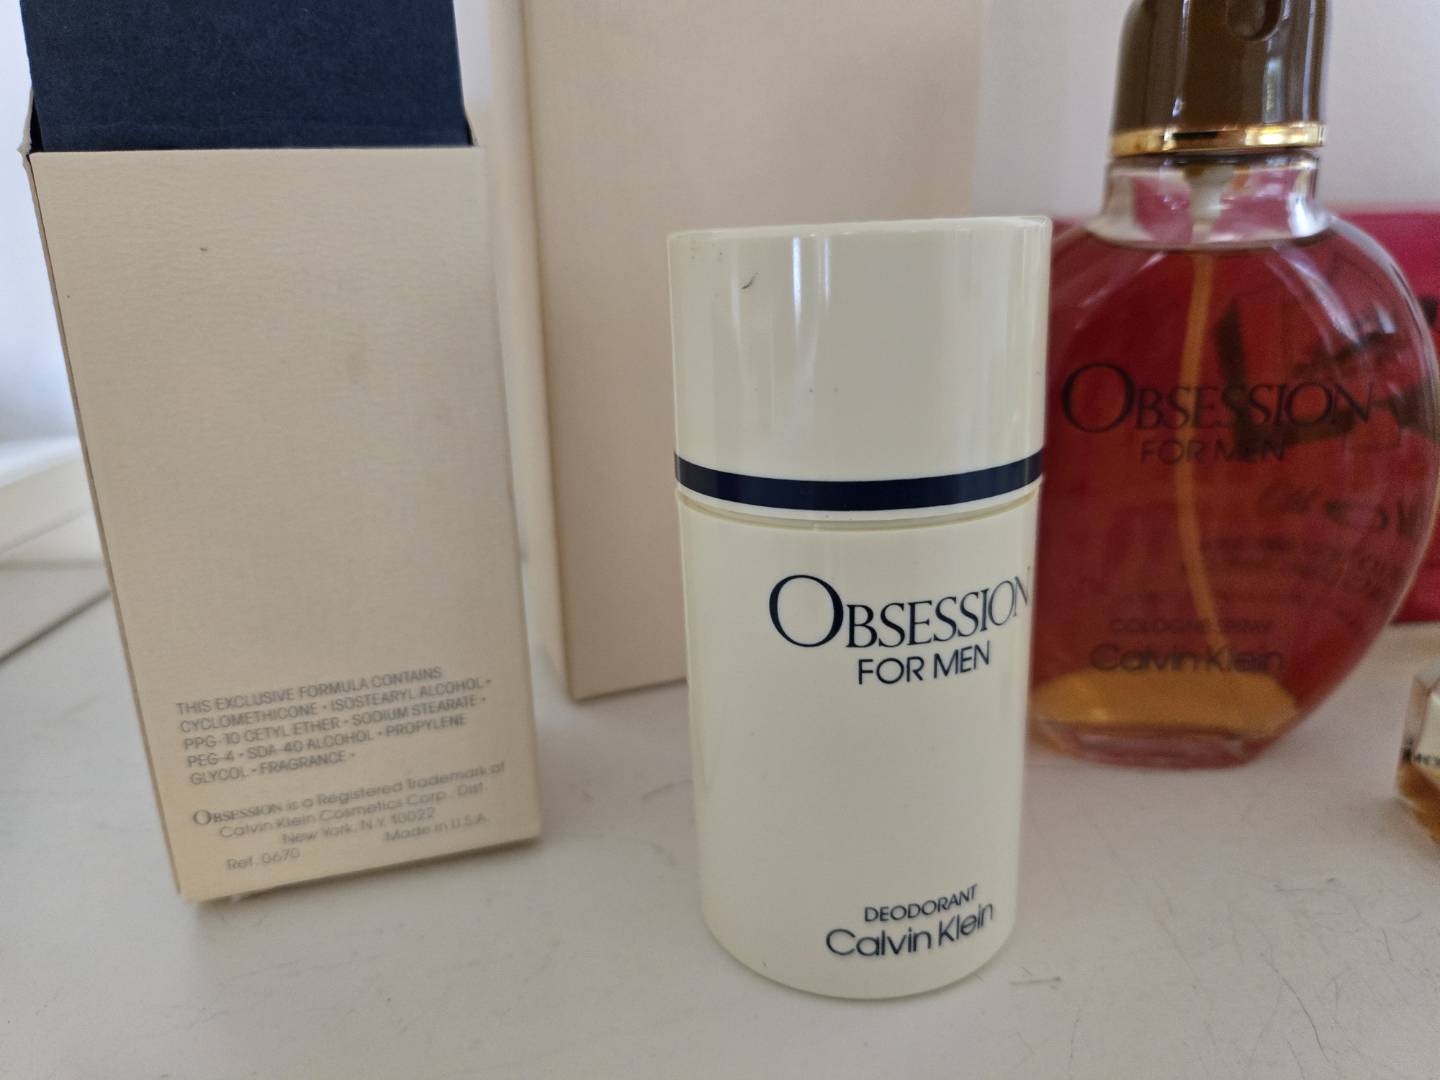 THIS EXCLUSIVE FORMULA CONTAINS
CYCLOMETHICONE • ISOSTEARYL ALCOHOL •
PPG-10 CETYL ETHER • SODIUM STEARATE •
PEG-4 • SDA-40 ALCOHOL • PROPYLENE
GLYCOL • FRAGRANCE •
OBSESSION is a Registered Trademark of
Calvin Klein Cosmetics Corp., Dist.
New York, N.Y. 10022
Made in U.S.A.
Ref. 0670
OBSESSION
FOR MEN
DEODORANT
Calvin Klein
OBSESSION
FOR MEN
COLOGNE SPRAY
Calvin Klein